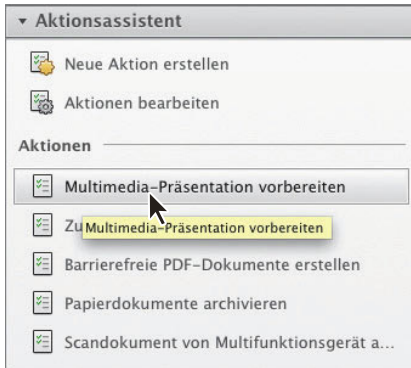 Aktionsassistent
Neue Aktion erstellen
Aktionen bearbeiten
Aktionen
Multimedia-Präsentation vorbereiten
Zu
Multimedia-Präsentation vorbereiten
Barrierefreie PDF-Dokumente erstellen
Papierdokumente archivieren
Scandokument von Multifunktionsgerät a...